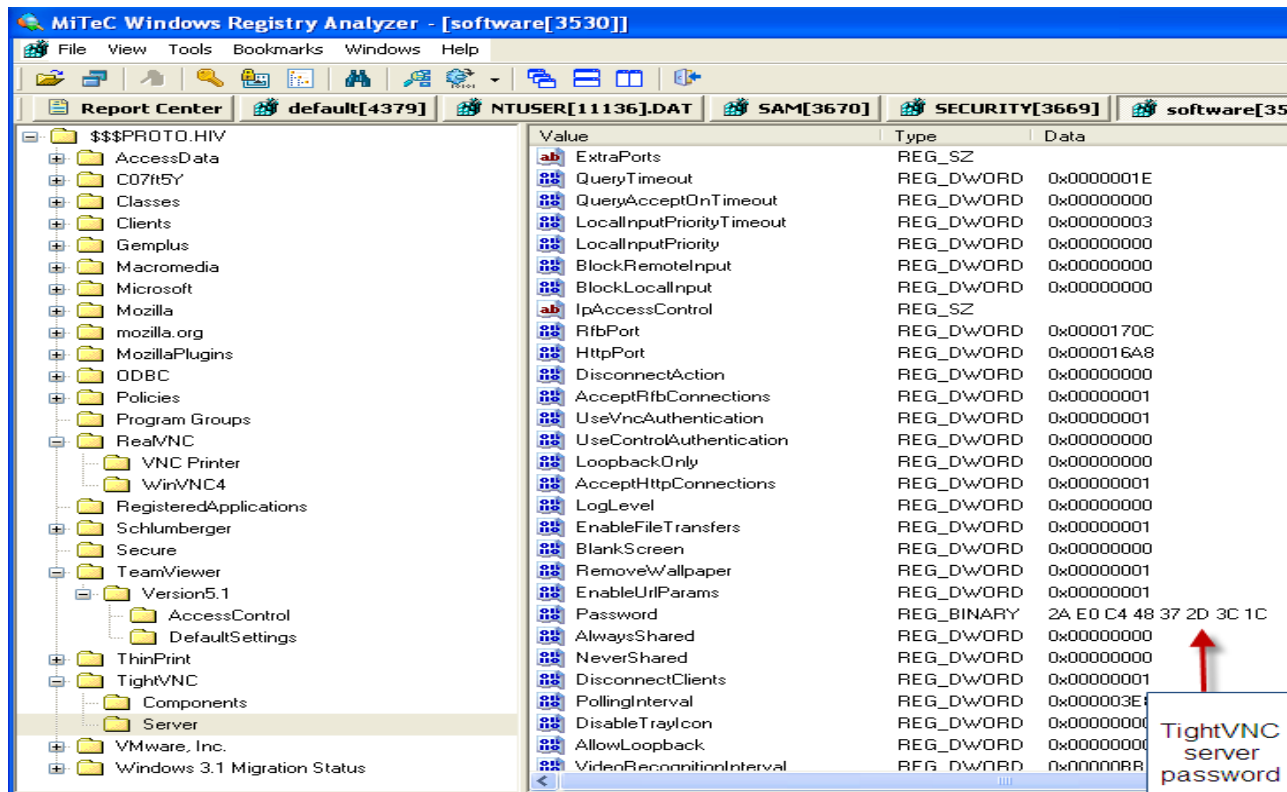 MiTeC Windows Registry Analyzer - [software[3530]]
File View Tools Bookmarks Windows Help
Report Center default[4379] NTUSER[11136].DAT SAM[3670] SECURITY[3669] software[35
$$$PROTO.HIV
AccessData
C07ft5Y
Classes
Clients
Gemplus
Macromedia
Microsoft
Mozilla
mozilla.org
MozillaPlugins
ODBC
Policies
Program Groups
RealVNC
VNC Printer
WinVNC4
RegisteredApplications
Schlumberger
Secure
TeamViewer
Version5.1
AccessControl
DefaultSettings
ThinPrint
TightVNC
Components
Server
VMware, Inc.
Windows 3.1 Migration Status
Value Type Data
ExtraPorts REG_SZ
QueryTimeout REG_DWORD 0x0000001E
QueryAcceptOnTimeout REG_DWORD 0x00000000
LocalInputPriorityTimeout REG_DWORD 0x00000003
LocalInputPriority REG_DWORD 0x00000000
BlockRemoteInput REG_DWORD 0x00000000
BlockLocalInput REG_DWORD 0x00000000
IpAccessControl REG_SZ
RfbPort REG_DWORD 0x0000170C
HttpPort REG_DWORD 0x000016A8
DisconnectAction REG_DWORD 0x00000000
AcceptRfbConnections REG_DWORD 0x00000001
UseVncAuthentication REG_DWORD 0x00000001
UseControlAuthentication REG_DWORD 0x00000000
LoopbackOnly REG_DWORD 0x00000000
AcceptHttpConnections REG_DWORD 0x00000001
LogLevel REG_DWORD 0x00000000
EnableFileTransfers REG_DWORD 0x00000001
BlankScreen REG_DWORD 0x00000000
RemoveWallpaper REG_DWORD 0x00000001
EnableUrlParams REG_DWORD 0x00000001
Password REG_BINARY 2A E0 C4 48 37 2D 3C 1C
AlwaysShared REG_DWORD 0x00000000
NeverShared REG_DWORD 0x00000000
DisconnectClients REG_DWORD 0x00000001
PollingInterval REG_DWORD 0x000003E
DisableTrayIcon REG_DWORD 0x0000000
AllowLoopback REG_DWORD 0x0000000
VideoRecognitionInterval REG_DWORD 0x00000BB
TightVNC
server
password